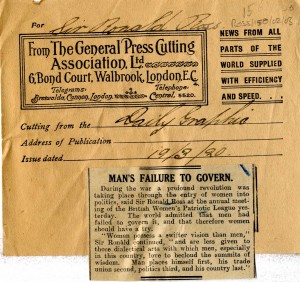 15
For Sir Ronald Ross
From The General Press Cutting
Association, Ltd
6, Bond Court, Walbrook, London, E.C.
Telegrams:
Cannon, London.
Telephone:
Central,
NEWS FROM ALL
PARTS OF THE
WORLD SUPPLIED
WITH EFFICIENCY
AND SPEED.
Cutting from the Daily Graphic
Address of Publication
Issue dated 19/3/20
MAN'S FAILURE TO GOVERN.
During the war a profound revolution was
taking place through the entry of women into
politics, said Sir Ronald Ross at the annual meet-
ing of the British Women's Patriotic League yes-
terday. The world admitted that men had
failed to govern it, and that therefore women
should have a try.
"Women possess a swifter vision than men,"
Sir Ronald continued, "and are less given to
those dialectical arts with which men, especially
in this country, love to becloud the summits of
wisdom. Man places himself first, his trade
union second, politics third, and his country last."